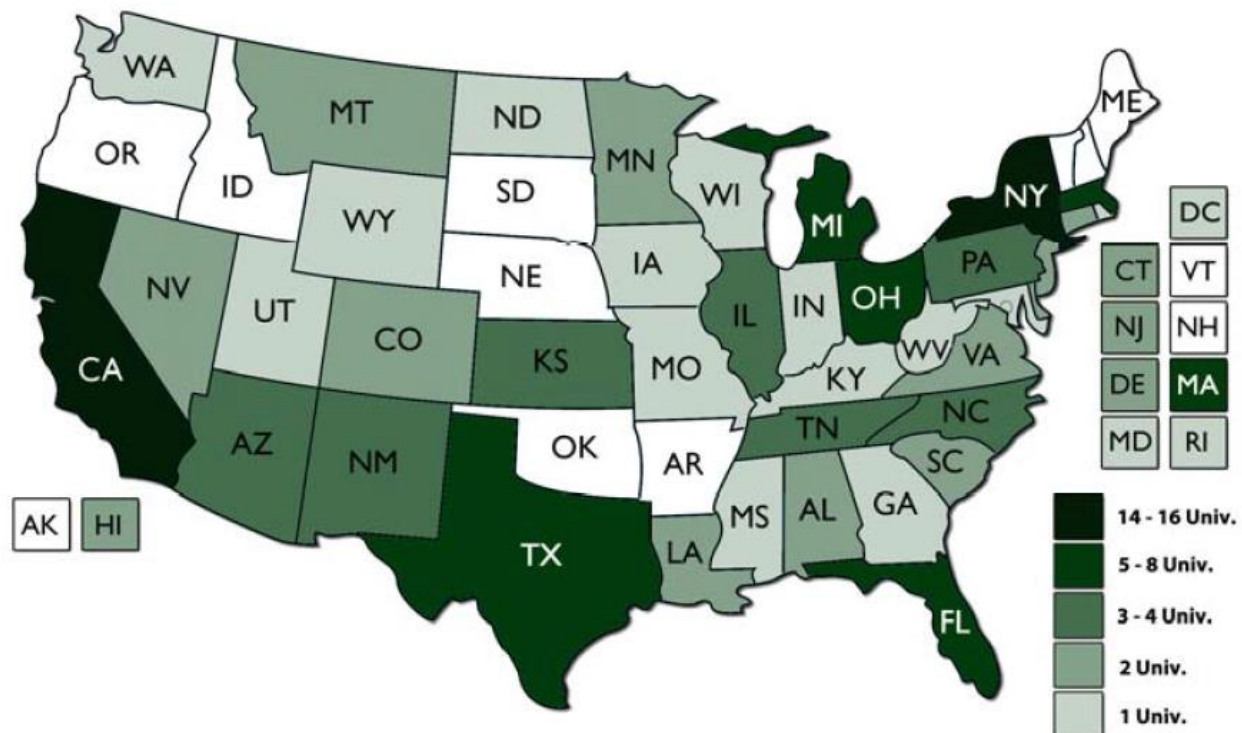 WA
MT
ND
MN
ME
OR
ID
SD
WI
NY
MI
WY
DC
NE
IA
PA
CT
VT
NV
UT
CO
IL
IN
OH
NJ
NH
CA
KS
MO
KY
WV
VA
DE
MA
AZ
NM
OK
AR
TN
NC
MD
RI
SC
AK
HI
TX
LA
MS
AL
GA
FL
14 - 16 Univ.
5 - 8 Univ.
3 - 4 Univ.
2 Univ.
1 Univ.